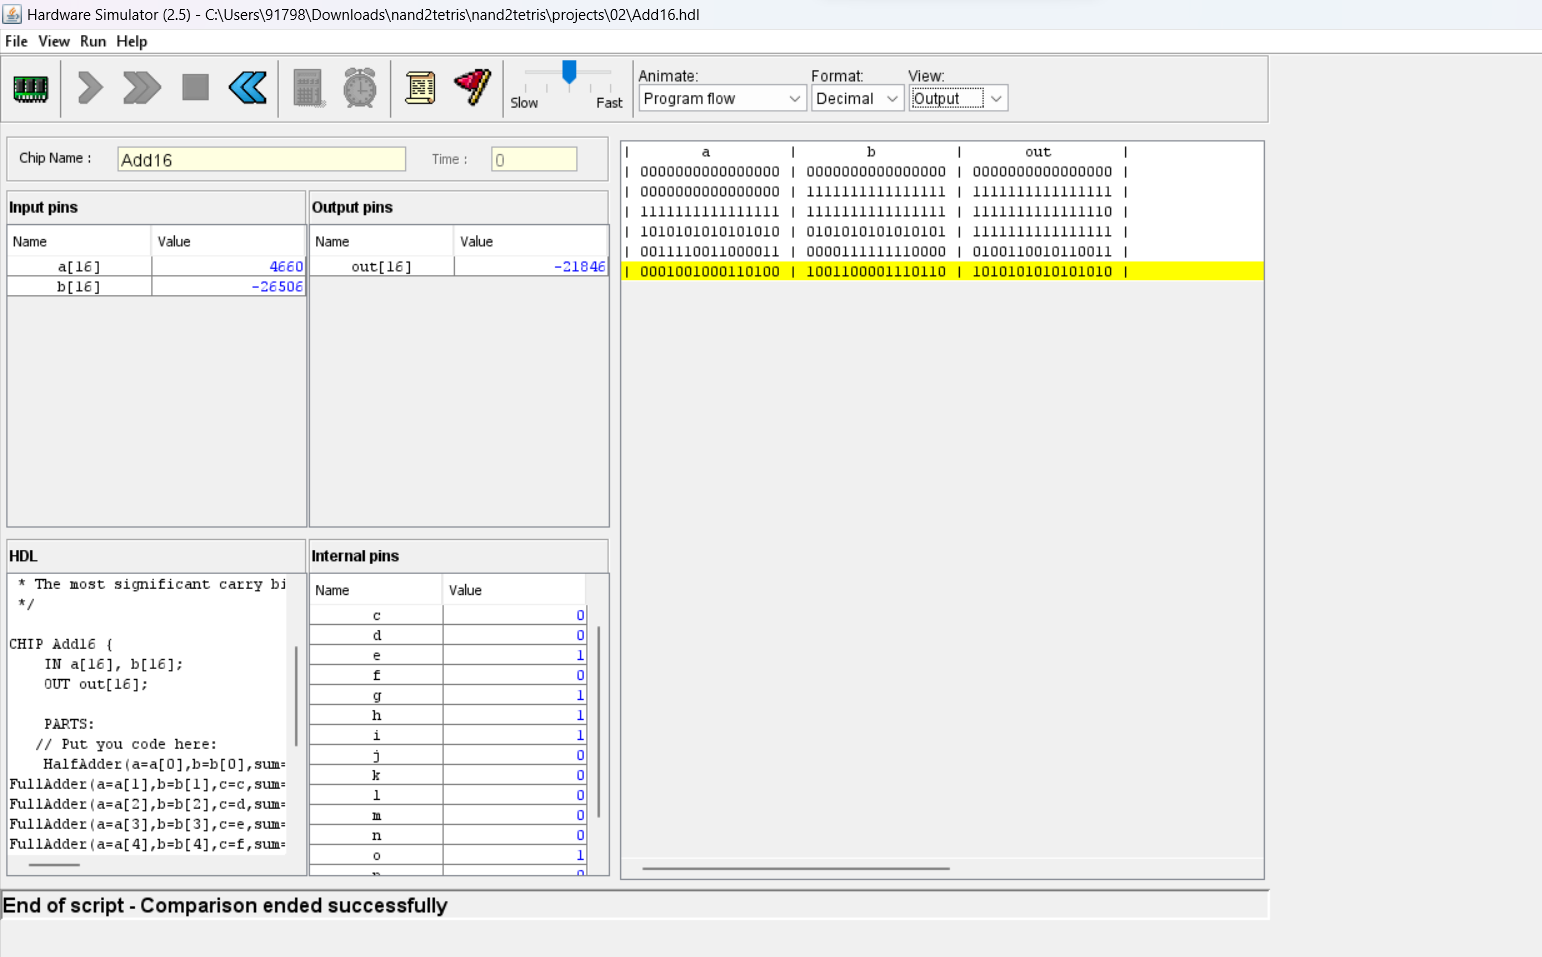 Hardware Simulator (2.5) - C:\Users\91798\Downloads\nand2tetris\nand2tetris\projects\02\Add16.hdl
File View Run Help
Animate: Format: View:
Slow Fast Program flow Decimal Output
Chip Name : Add16 Time : 0
Input pins
Name Value
a[16] 4660
b[16] -26506
Output pins
Name Value
out[16] -21846
HDL
* The most significant carry bi
*/
CHIP Add16 {
IN a[16], b[16];
OUT out[16];
PARTS:
// Put you code here:
HalfAdder(a=a[0],b=b[0],sum=
FullAdder(a=a[1],b=b[1],c=c,sum=
FullAdder(a=a[2],b=b[2],c=d,sum=
FullAdder(a=a[3],b=b[3],c=e,sum=
FullAdder(a=a[4],b=b[4],c=f,sum=
Internal pins
Name Value
c 0
d 0
e 1
f 0
g 1
h 1
i 1
j 0
k 0
l 0
m 0
n 0
o 1
| a | b | out |
| 0000000000000000 | 0000000000000000 | 0000000000000000 |
| 0000000000000000 | 1111111111111111 | 1111111111111111 |
| 1111111111111111 | 1111111111111111 | 1111111111111110 |
| 1010101010101010 | 0101010101010101 | 1111111111111111 |
| 0011110011000011 | 0000111111110000 | 0100110010110011 |
| 0001001000110100 | 1001100001110110 | 1010101010101010 |
End of script - Comparison ended successfully